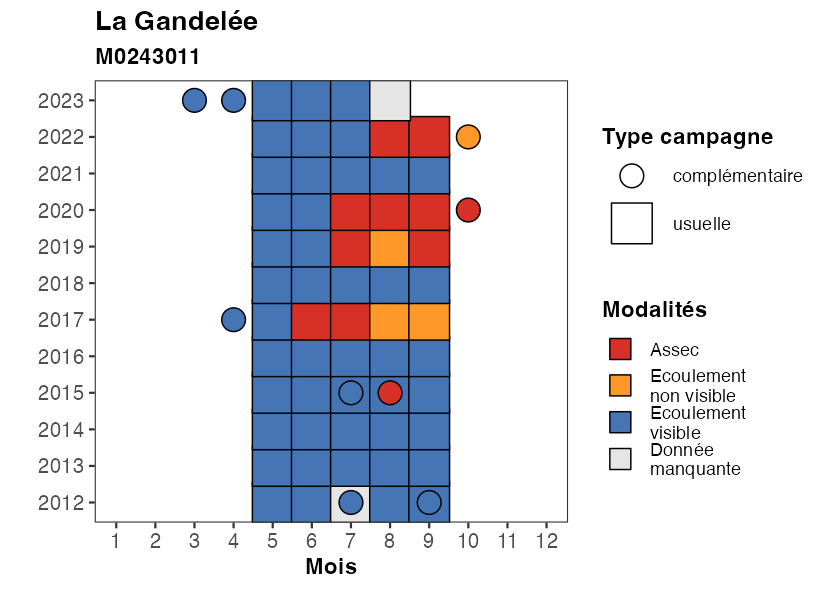 La Gandelée
M0243011
2023
2022
2021
2020
2019
2018
2017
2016
2015
2014
2013
2012
1 2 3 4 5 6 7 8 9 10 11 12
Mois
Type campagne
complémentaire
usuelle
Modalités
Assec
Ecoulement
non visible
Ecoulement
visible
Donnée
manquante